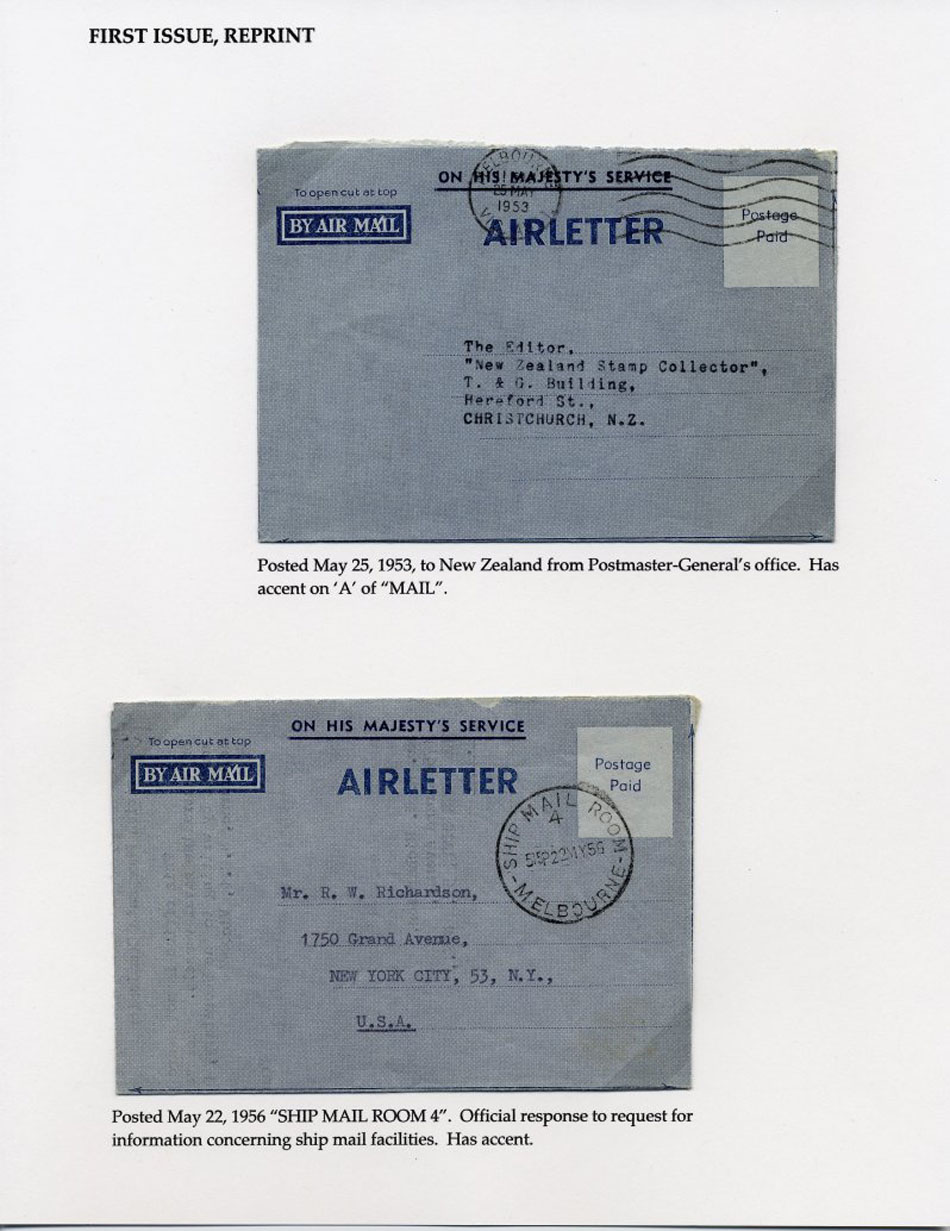 FIRST ISSUE, REPRINT
MELBOURNE
25 MAY
1953
ON HIS MAJESTY'S SERVICE
To open cut at top
BY AIR MAIL
AIRLETTER
Postage
Paid
The Editor,
"New Zealand Stamp Collector",
T. & G. Building,
Hereford St.,
CHRISTCHURCH, N.Z.
Posted May 25, 1953, to New Zealand from Postmaster-General's office. Has
accent on 'A' of "MAIL".
ON HIS MAJESTY'S SERVICE
To open cut at top
BY AIR MAIL
AIRLETTER
Postage
Paid
SHIP MAIL ROOM
4
515P22MY56
- MELBOURNE -
Mr. R. W. Richardson,
1750 Grand Avenue,
NEW YORK CITY, 53, N.Y.,
U.S.A.
Posted May 22, 1956 "SHIP MAIL ROOM 4". Official response to request for
information concerning ship mail facilities. Has accent.